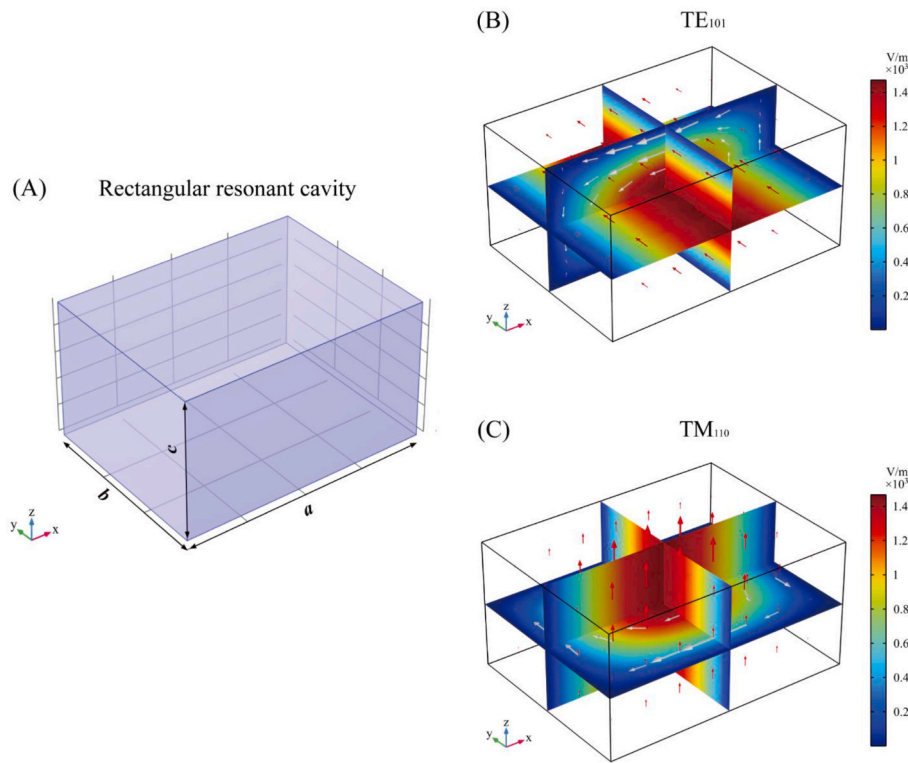 (A)
Rectangular resonant cavity
c
b
a
z
y
x
(B)
TE₁₀₁
V/m
×10³
1.4
1.2
1
0.8
0.6
0.4
0.2
z
y
x
(C)
TM₁₁₀
V/m
×10³
1.4
1.2
1
0.8
0.6
0.4
0.2
z
y
x